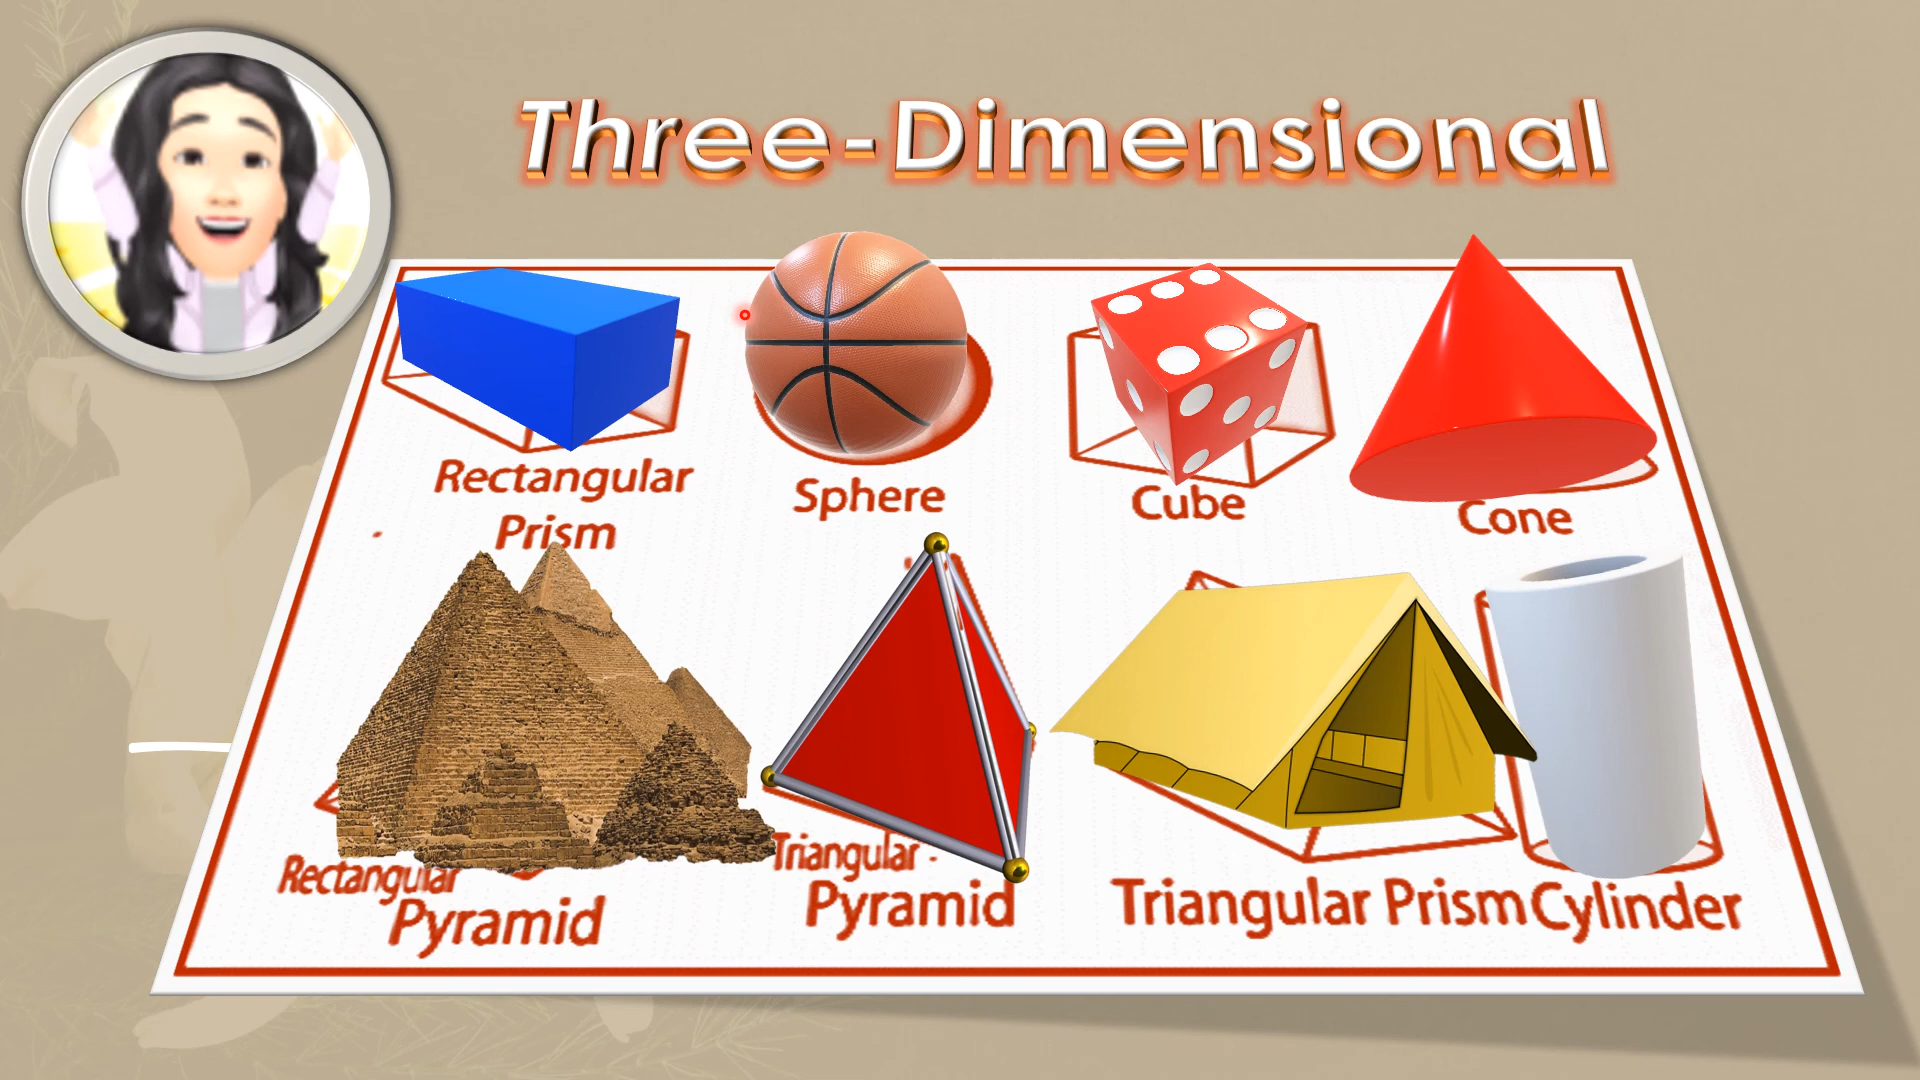 Three-Dimensional
Rectangular
Prism
Sphere
Cube
Cone
Rectangular
Pyramid
Triangular
Pyramid
Triangular Prism
Cylinder